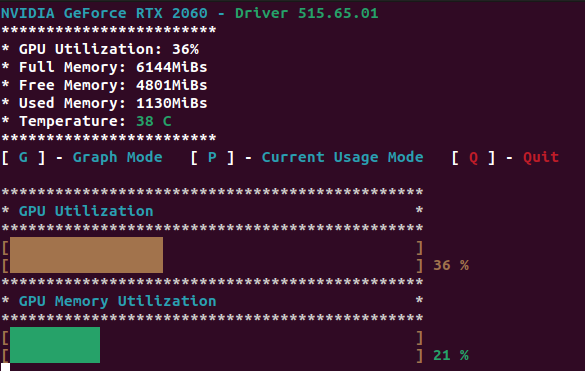 NVIDIA GeForce RTX 2060 - Driver 515.65.01
************************
* GPU Utilization: 36%
* Full Memory: 6144MiBs
* Free Memory: 4801MiBs
* Used Memory: 1130MiBs
* Temperature: 38 C
************************
[ G ] - Graph Mode   [ P ] - Current Usage Mode   [ Q ] - Quit
***********************************************
* GPU Utilization                             *
***********************************************
[                                             ]
[                                             ] 36 %
***********************************************
* GPU Memory Utilization                      *
***********************************************
[                                             ]
[                                             ] 21 %